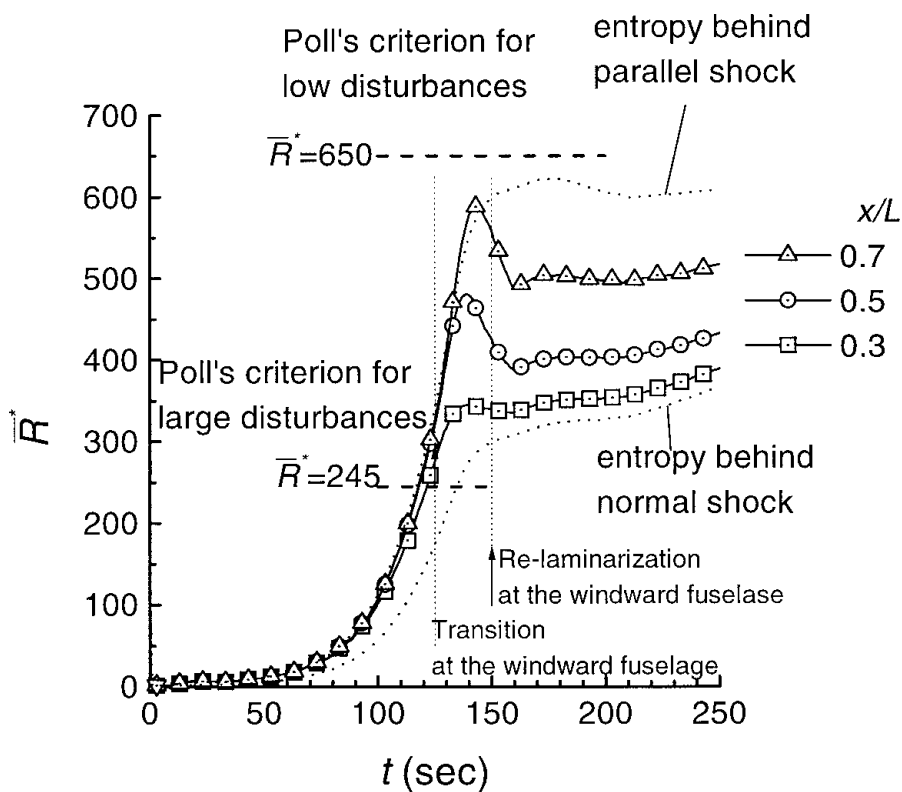 Poll's criterion for
low disturbances
entropy behind
parallel shock
R̅*=650
x/L
0.7
0.5
0.3
Poll's criterion for
large disturbances
R̅*=245
entropy behind
normal shock
Re-laminarization
at the windward fuselase
Transition
at the windward fuselage
R̅*
700
600
500
400
300
200
100
0
0 50 100 150 200 250
t (sec)